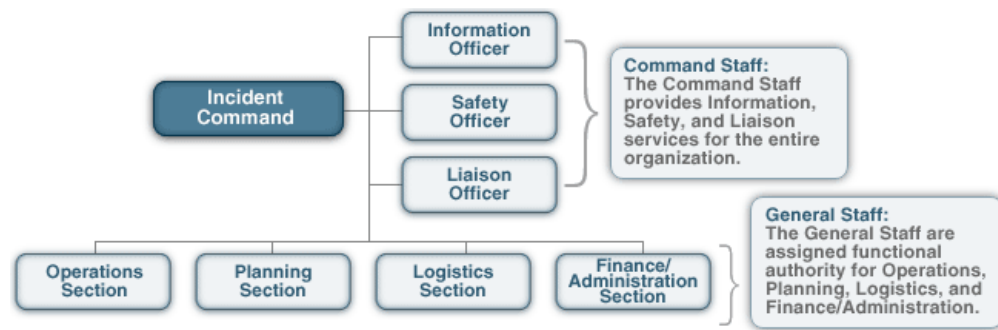 Information
Officer
Incident
Command
Safety
Officer
Liaison
Officer
Command Staff:
The Command Staff
provides Information,
Safety, and Liaison
services for the entire
organization.
Operations
Section
Planning
Section
Logistics
Section
Finance/
Administration
Section
General Staff:
The General Staff are
assigned functional
authority for Operations,
Planning, Logistics, and
Finance/Administration.